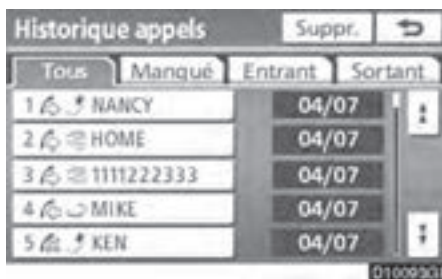 Historique appels Suppr.
Tous Manqué Entrant Sortant
1 NANCY 04/07
2 HOME 04/07
3 1111222333 04/07
4 MIKE 04/07
5 KEN 04/07